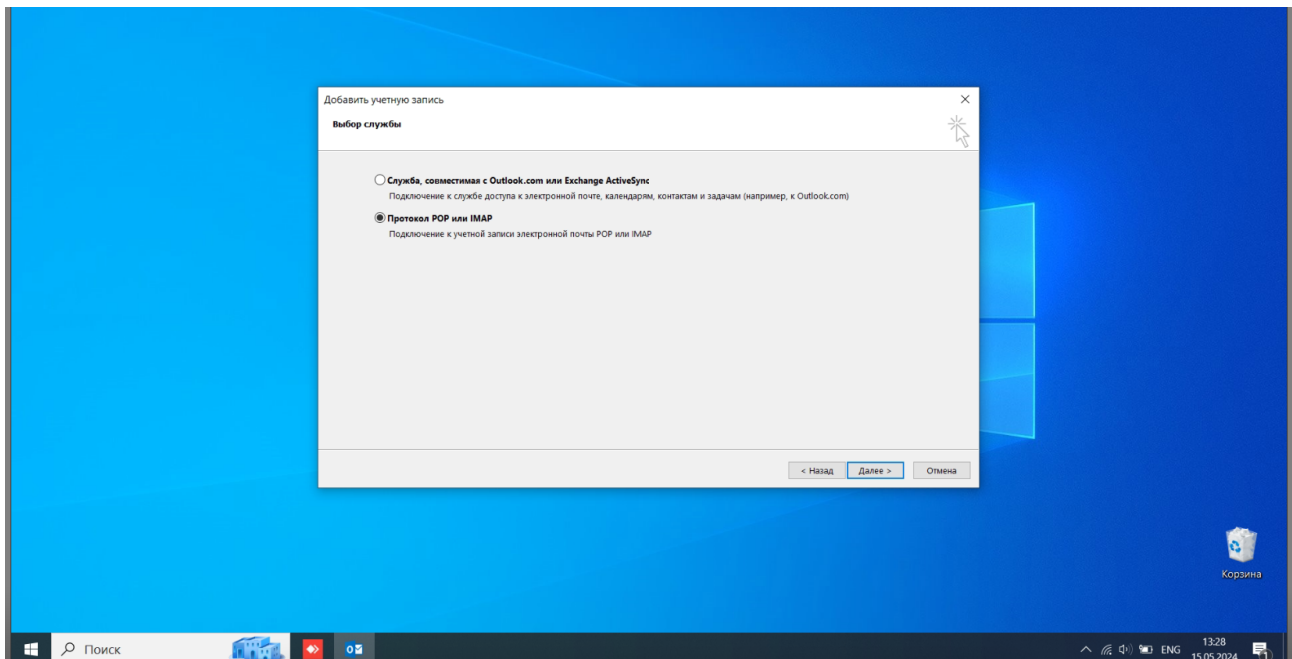 Добавить учетную запись
Выбор службы
Служба, совместимая с Outlook.com или Exchange ActiveSync
Подключение к службе доступа к электронной почте, календарям, контактам и задачам (например, к Outlook.com)
Протокол POP или IMAP
Подключение к учетной записи электронной почты POP или IMAP
< Назад
Далее >
Отмена
Корзина
Поиск
ENG
13:28
15.05.2024
1